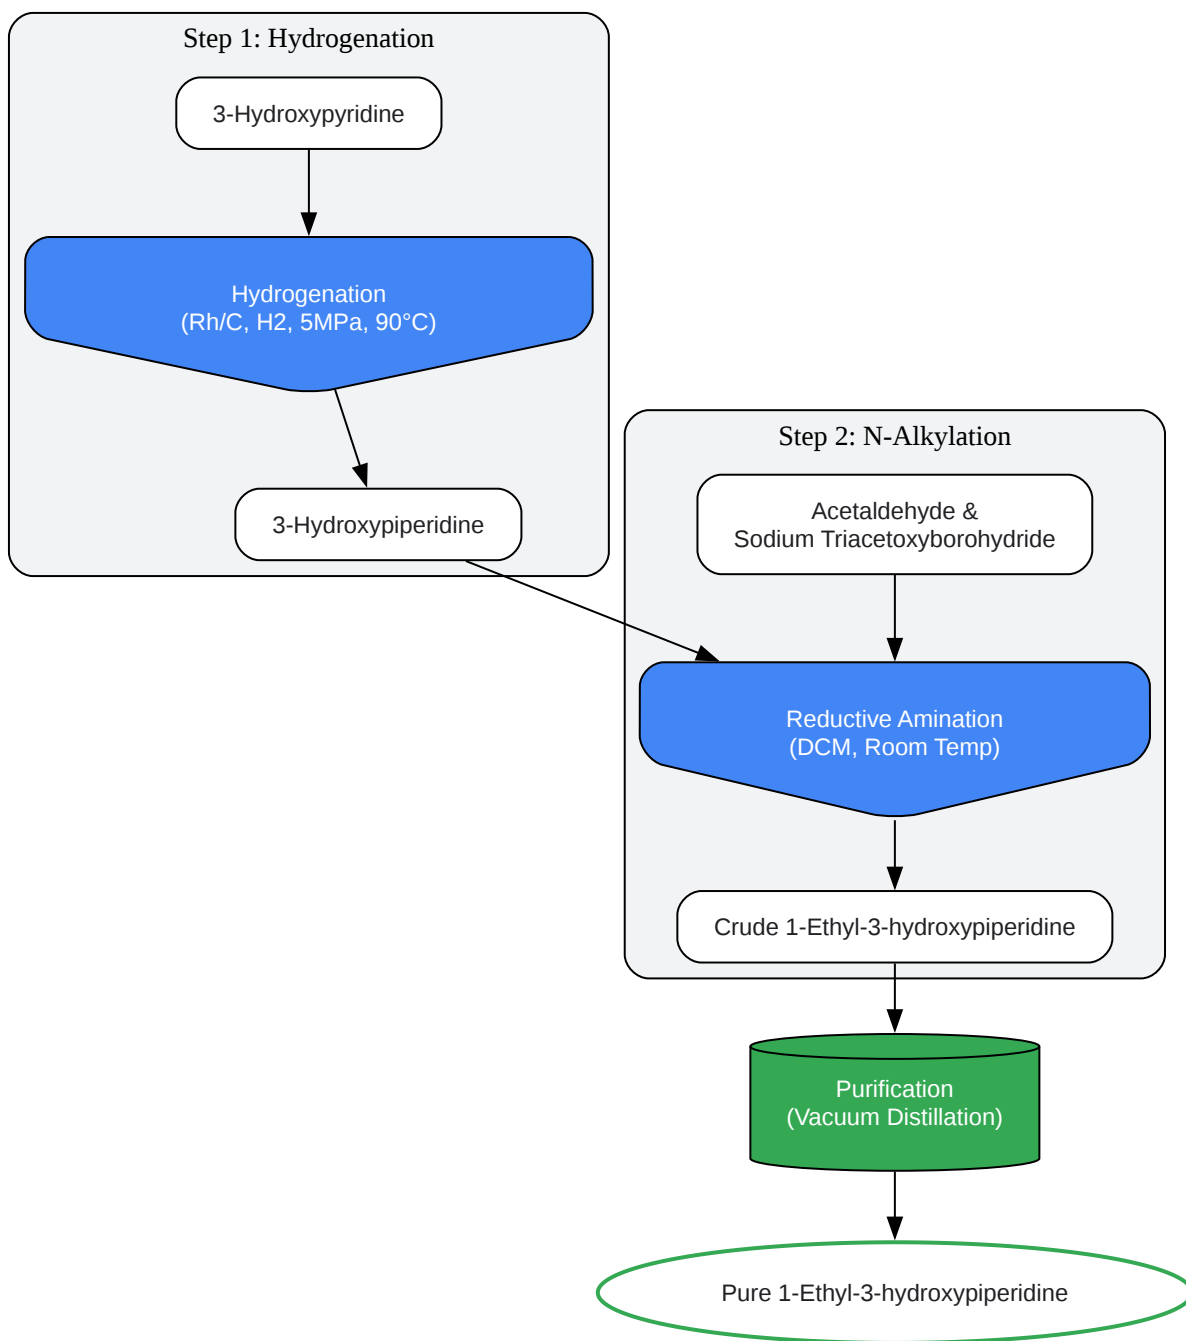 Step 1: Hydrogenation
3-Hydroxypyridine
Hydrogenation
(Rh/C, H2, 5MPa, 90°C)
3-Hydroxypiperidine
Step 2: N-Alkylation
Acetaldehyde &
Sodium Triacetoxyborohydride
Reductive Amination
(DCM, Room Temp)
Crude 1-Ethyl-3-hydroxypiperidine
Purification
(Vacuum Distillation)
Pure 1-Ethyl-3-hydroxypiperidine